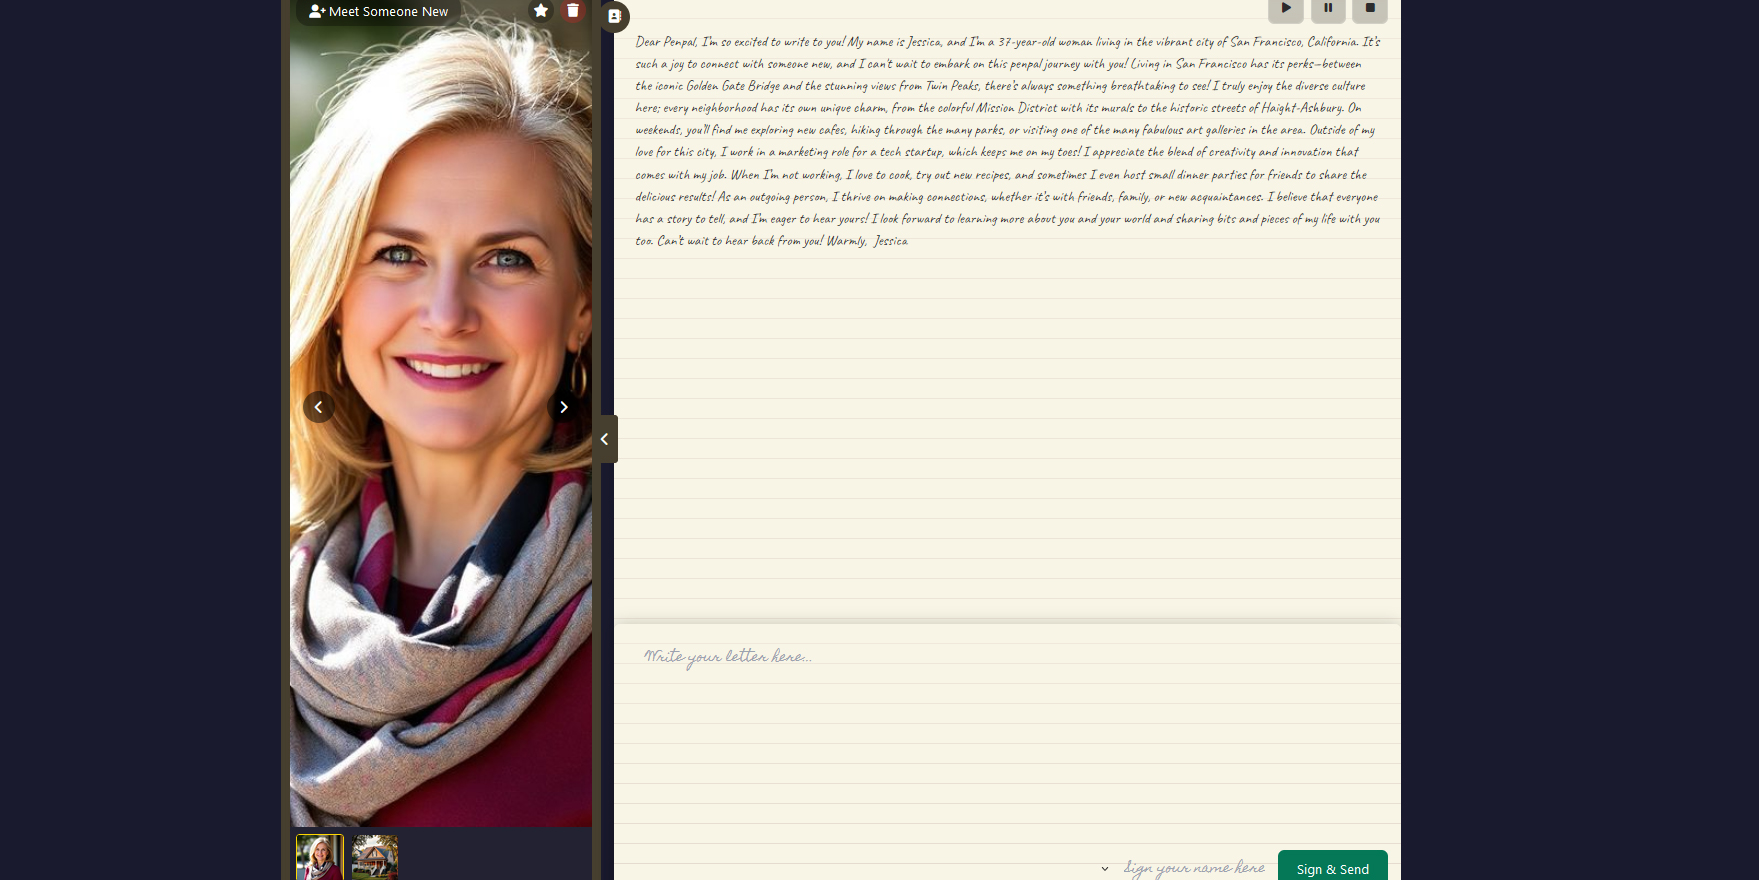 Meet Someone New
Dear Penpal, I'm so excited to write to you! My name is Jessica, and I'm a 37-year-old woman living in the vibrant city of San Francisco, California. It's
such a joy to connect with someone new, and I can't wait to embark on this penpal journey with you! Living in San Francisco has its perks—between
the iconic Golden Gate Bridge and the stunning views from Twin Peaks, there's always something breathtaking to see! I truly enjoy the diverse culture
here; every neighborhood has its own unique charm, from the colorful Mission District with its murals to the historic streets of Haight-Ashbury. On
weekends, you'll find me exploring new cafes, hiking through the many parks, or visiting one of the many fabulous art galleries in the area. Outside of my
love for this city, I work in a marketing role for a tech startup, which keeps me on my toes! I appreciate the blend of creativity and innovation that
comes with my job. When I'm not working, I love to cook, try out new recipes, and sometimes I even host small dinner parties for friends to share the
delicious results! As an outgoing person, I thrive on making connections, whether it's with friends, family, or new acquaintances. I believe that everyone
has a story to tell, and I'm eager to hear yours! I look forward to learning more about you and your world and sharing bits and pieces of my life with you
too. Can't wait to hear back from you! Warmly, Jessica
Write your letter here...
Sign your name here
Sign & Send